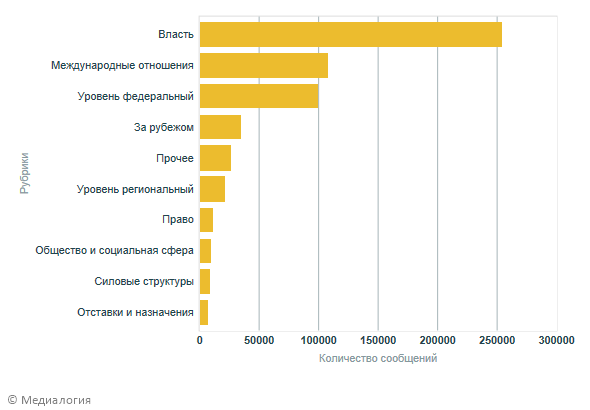 Власть
Международные отношения
Уровень федеральный
За рубежом
Прочее
Уровень региональный
Право
Общество и социальная сфера
Силовые структуры
Отставки и назначения
Рубрики
0 50000 100000 150000 200000 250000 300000
Количество сообщений
© Медиалогия